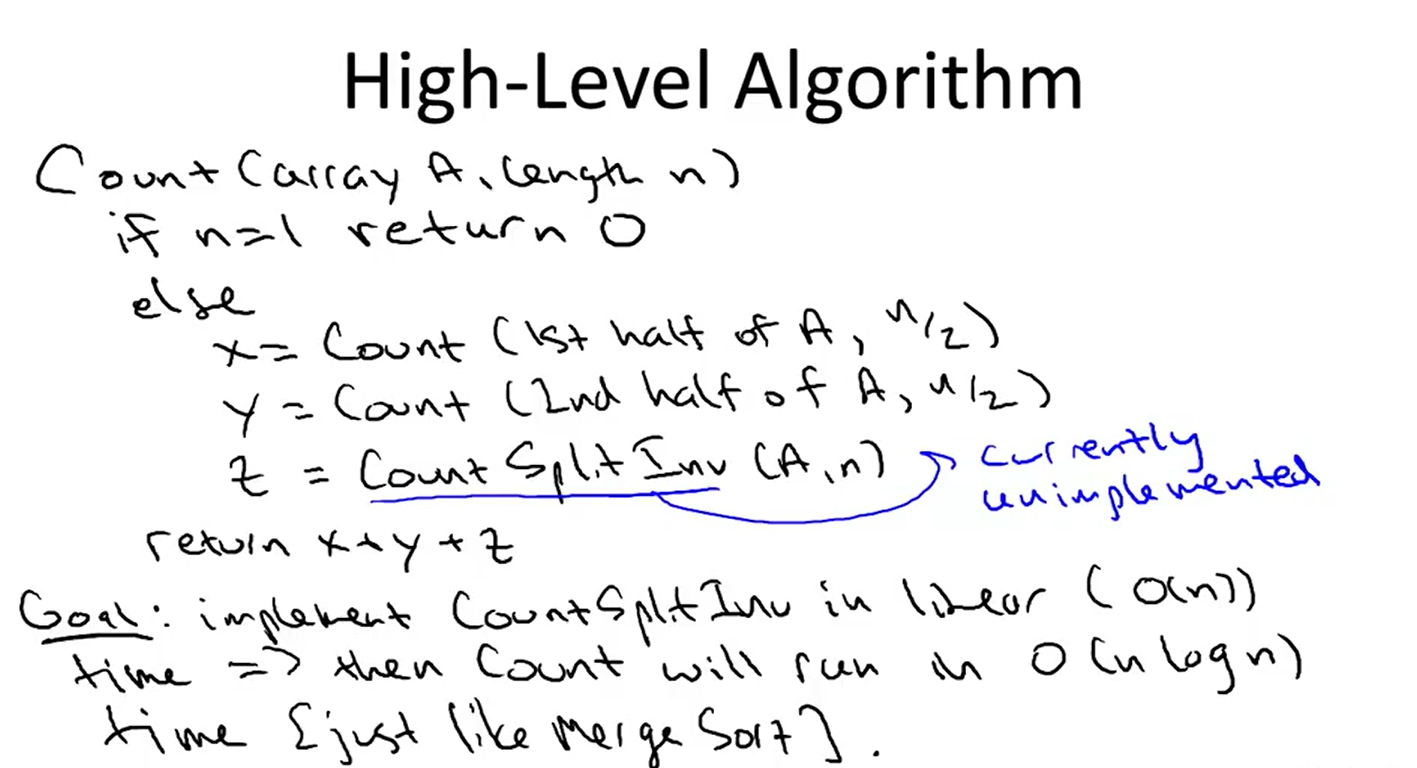 High-Level Algorithm
Count (array A, length n)
if n=1 return 0
else
x = Count (1st half of A, n/2)
y = Count (2nd half of A, n/2)
z = CountSplitInv (A,n) currently
unimplemented
return x+y+z
Goal: implement CountSplitInv in linear (O(n))
time => then Count will run in O(n log n)
time [just like Merge Sort].